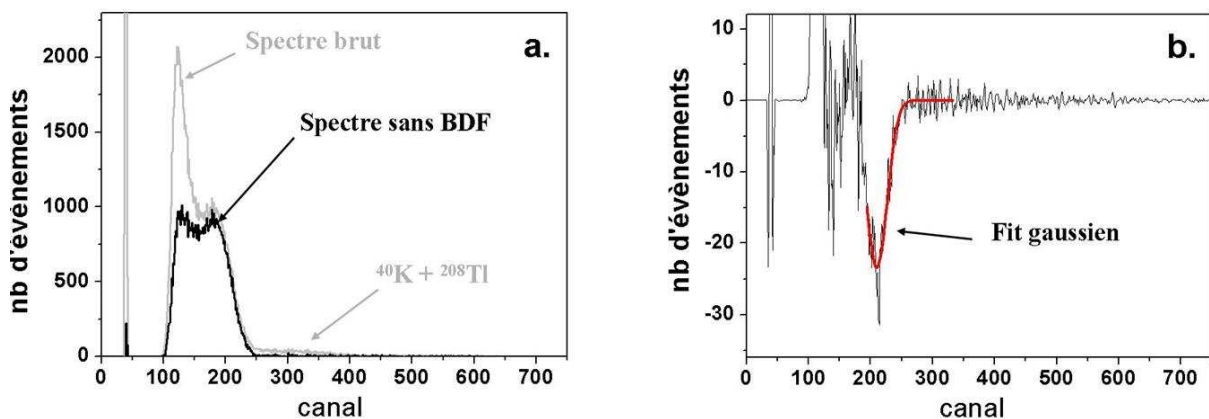 a.
Spectre brut
Spectre sans BDF
⁴⁰K + ²⁰⁸Tl
nb d'évènements
2000
1500
1000
500
0
0 100 200 300 400 500 600 700
canal
b.
Fit gaussien
nb d'évènements
10
0
-10
-20
-30
0 100 200 300 400 500 600 700
canal